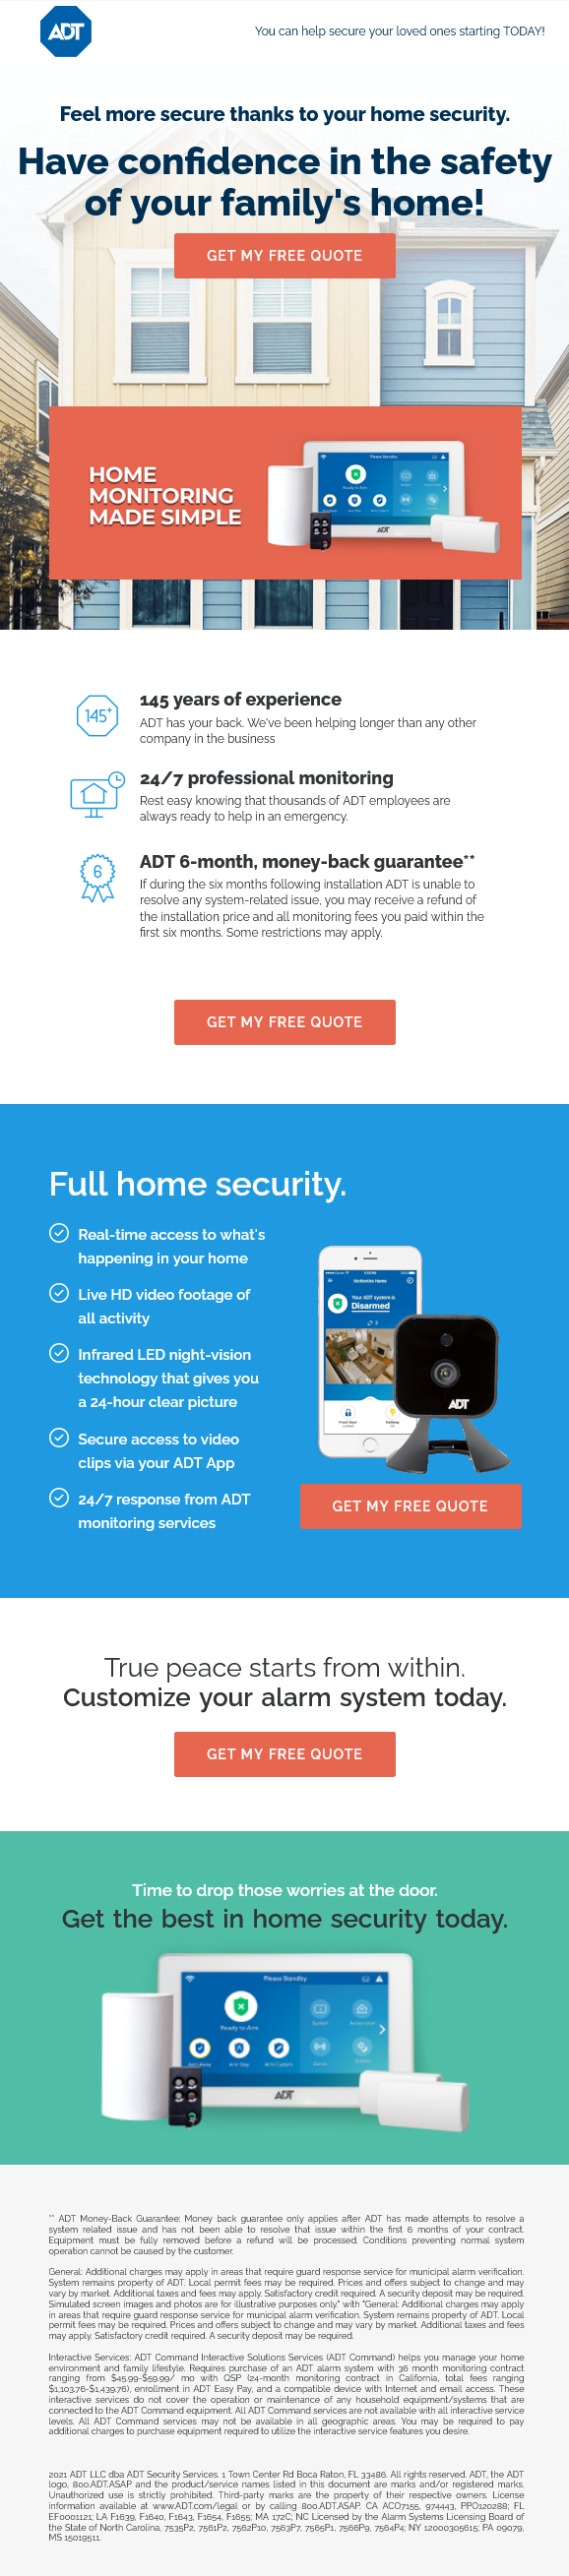 ADT
You can help secure your loved ones starting TODAY!
Feel more secure thanks to your home security.
Have confidence in the safety
of your family's home!
GET MY FREE QUOTE
HOME
MONITORING
MADE SIMPLE
Please Standby
Ready to Arm
ADT
145+
145 years of experience
ADT has your back. We've been helping longer than any other
company in the business
24/7 professional monitoring
Rest easy knowing that thousands of ADT employees are
always ready to help in an emergency.
6
ADT 6-month, money-back guarantee**
If during the six months following installation ADT is unable to
resolve any system-related issue, you may receive a refund of
the installation price and all monitoring fees you paid within the
first six months. Some restrictions may apply.
GET MY FREE QUOTE
Full home security.
Real-time access to what's
happening in your home
Live HD video footage of
all activity
Infrared LED night-vision
technology that gives you
a 24-hour clear picture
Secure access to video
clips via your ADT App
24/7 response from ADT
monitoring services
Your ADT system is
Disarmed
Front Door
Hallway
ADT
GET MY FREE QUOTE
True peace starts from within.
Customize your alarm system today.
GET MY FREE QUOTE
Time to drop those worries at the door.
Get the best in home security today.
Please Standby
Ready to Arm
System
Automation
Arm Away
Arm Stay
Arm Custom
ADT
** ADT Money-Back Guarantee: Money back guarantee only applies after ADT has made attempts to resolve a
system related issue and has not been able to resolve that issue within the first 6 months of your contract.
Equipment must be fully removed before a refund will be processed. Conditions preventing normal system
operation cannot be caused by the customer.
General: Additional charges may apply in areas that require guard response service for municipal alarm verification.
System remains property of ADT. Local permit fees may be required. Prices and offers subject to change and may
vary by market. Additional taxes and fees may apply. Satisfactory credit required. A security deposit may be required.
Simulated screen images and photos are for illustrative purposes only." with "General: Additional charges may apply
in areas that require guard response service for municipal alarm verification. System remains property of ADT. Local
permit fees may be required. Prices and offers subject to change and may vary by market. Additional taxes and fees
may apply. Satisfactory credit required. A security deposit may be required.
Interactive Services: ADT Command Interactive Solutions Services (ADT Command) helps you manage your home
environment and family lifestyle. Requires purchase of an ADT alarm system with 36 month monitoring contract
ranging from $45.99-$59.99/ mo with QSP (24-month monitoring contract in California, total fees ranging
$1,103.76-$1,439.76), enrollment in ADT Easy Pay, and a compatible device with Internet and email access. These
interactive services do not cover the operation or maintenance of any household equipment/systems that are
connected to the ADT Command equipment. All ADT Command services are not available with all interactive service
levels. All ADT Command services may not be available in all geographic areas. You may be required to pay
additional charges to purchase equipment required to utilize the interactive service features you desire.
2021 ADT LLC dba ADT Security Services. 1 Town Center Rd Boca Raton, FL 33486. All rights reserved. ADT, the ADT
logo, 800.ADT.ASAP and the product/service names listed in this document are marks and/or registered marks.
Unauthorized use is strictly prohibited. Third-party marks are the property of their respective owners. License
information available at www.ADT.com/legal or by calling 800.ADT.ASAP. CA ACO7155, 974443, PPO120288; FL
EF0001121; LA F1639, F1640, F1643, F1654, F1655; MA 172C; NC Licensed by the Alarm Systems Licensing Board of
the State of North Carolina, 7535P2, 7561P2, 7562P10, 7563P7, 7565P1, 7566P9, 7564P4; NY 12000305615; PA 09079,
MS 15019511.